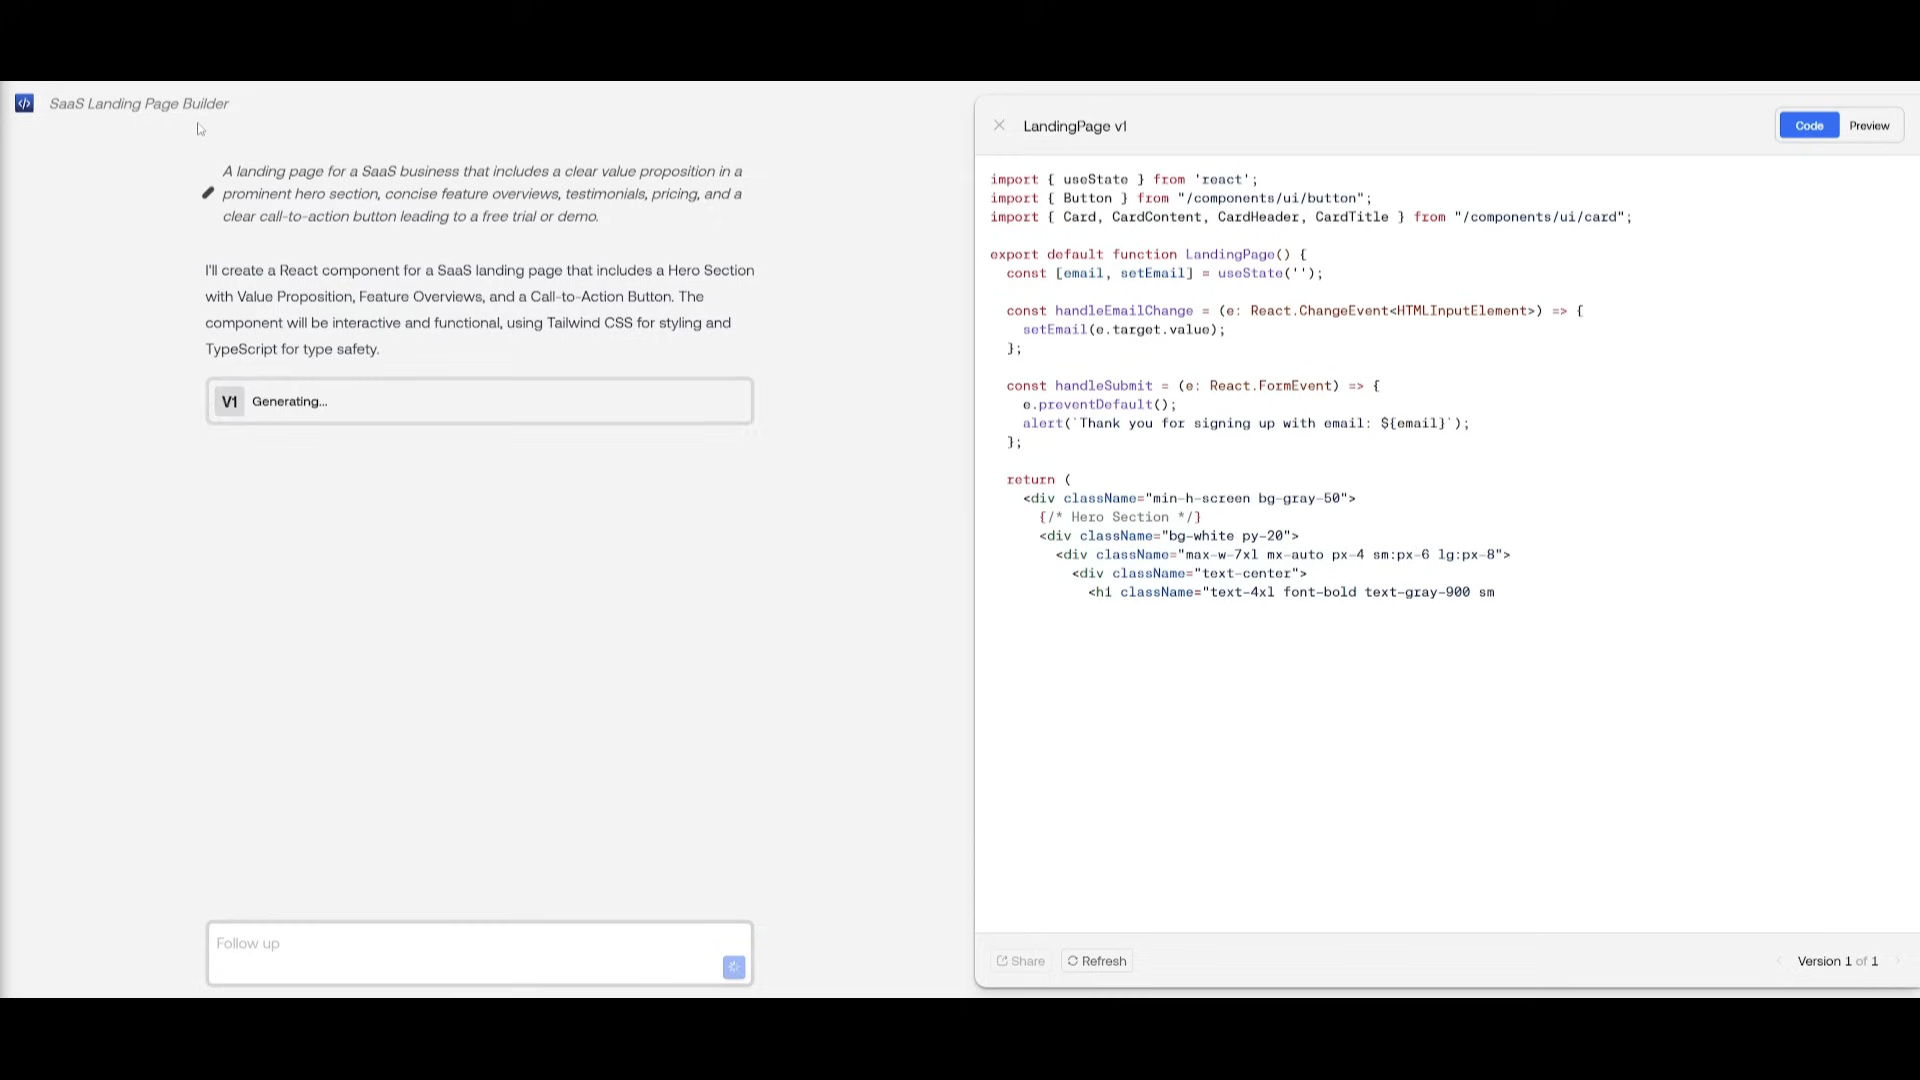 SaaS Landing Page Builder
A landing page for a SaaS business that includes a clear value proposition in a
prominent hero section, concise feature overviews, testimonials, pricing, and a
clear call-to-action button leading to a free trial or demo.
I'll create a React component for a SaaS landing page that includes a Hero Section
with Value Proposition, Feature Overviews, and a Call-to-Action Button. The
component will be interactive and functional, using Tailwind CSS for styling and
TypeScript for type safety.
V1 Generating...
Follow up
LandingPage v1
Code Preview
import { useState } from 'react';
import { Button } from "/components/ui/button";
import { Card, CardContent, CardHeader, CardTitle } from "/components/ui/card";
export default function LandingPage() {
const [email, setEmail] = useState('');
const handleEmailChange = (e: React.ChangeEvent<HTMLInputElement>) => {
setEmail(e.target.value);
};
const handleSubmit = (e: React.FormEvent) => {
e.preventDefault();
alert(`Thank you for signing up with email: ${email}`);
};
return (
<div className="min-h-screen bg-gray-50">
{/* Hero Section */}
<div className="bg-white py-20">
<div className="max-w-7xl mx-auto px-4 sm:px-6 lg:px-8">
<div className="text-center">
<h1 className="text-4xl font-bold text-gray-900 sm
Share Refresh
Version 1 of 1